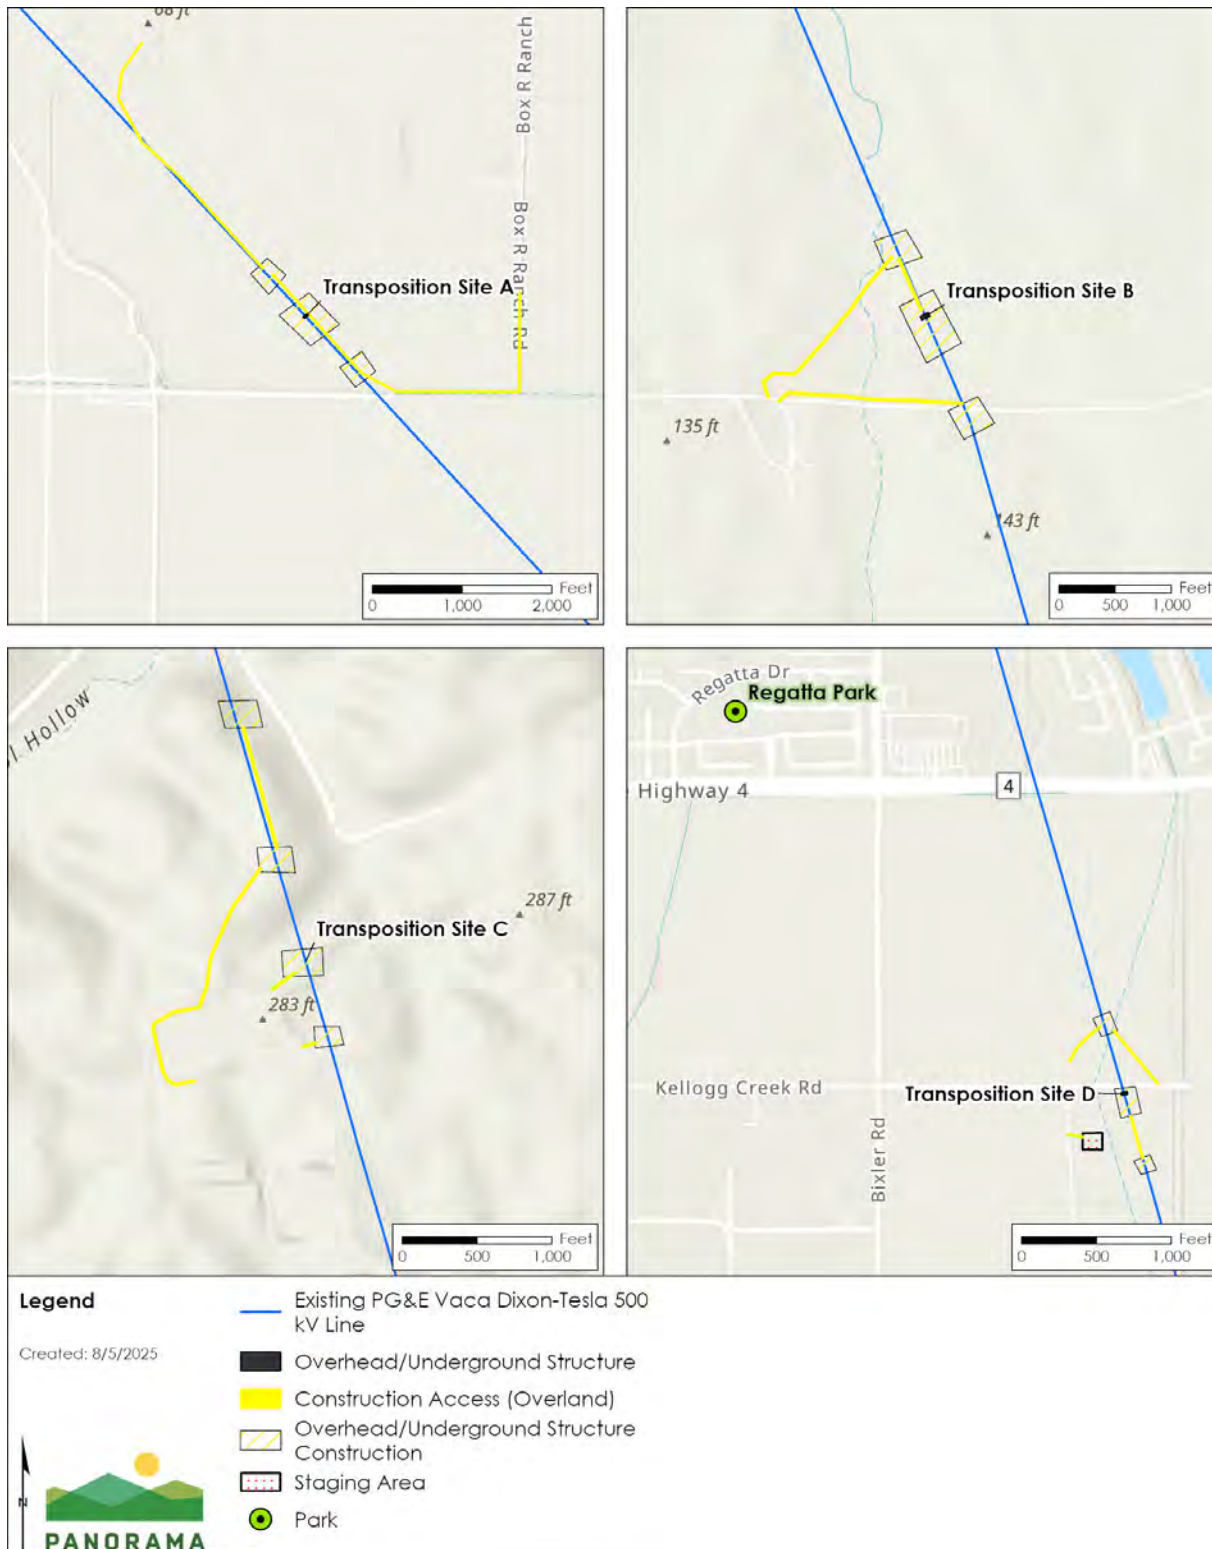 68 ft
Box R Ranch
Box R Ranch Rd
Transposition Site A
Feet
0 1,000 2,000
Transposition Site B
135 ft
143 ft
Feet
0 500 1,000
Hollow
287 ft
Transposition Site C
283 ft
Feet
0 500 1,000
Regatta Dr
Regatta Park
Highway 4
4
Kellogg Creek Rd
Transposition Site D
Bixler Rd
Feet
0 500 1,000
Legend
Created: 8/5/2025
Existing PG&E Vaca Dixon-Tesla 500
kV Line
Overhead/Underground Structure
Construction Access (Overland)
Overhead/Underground Structure
Construction
Staging Area
Park
N
PANORAMA